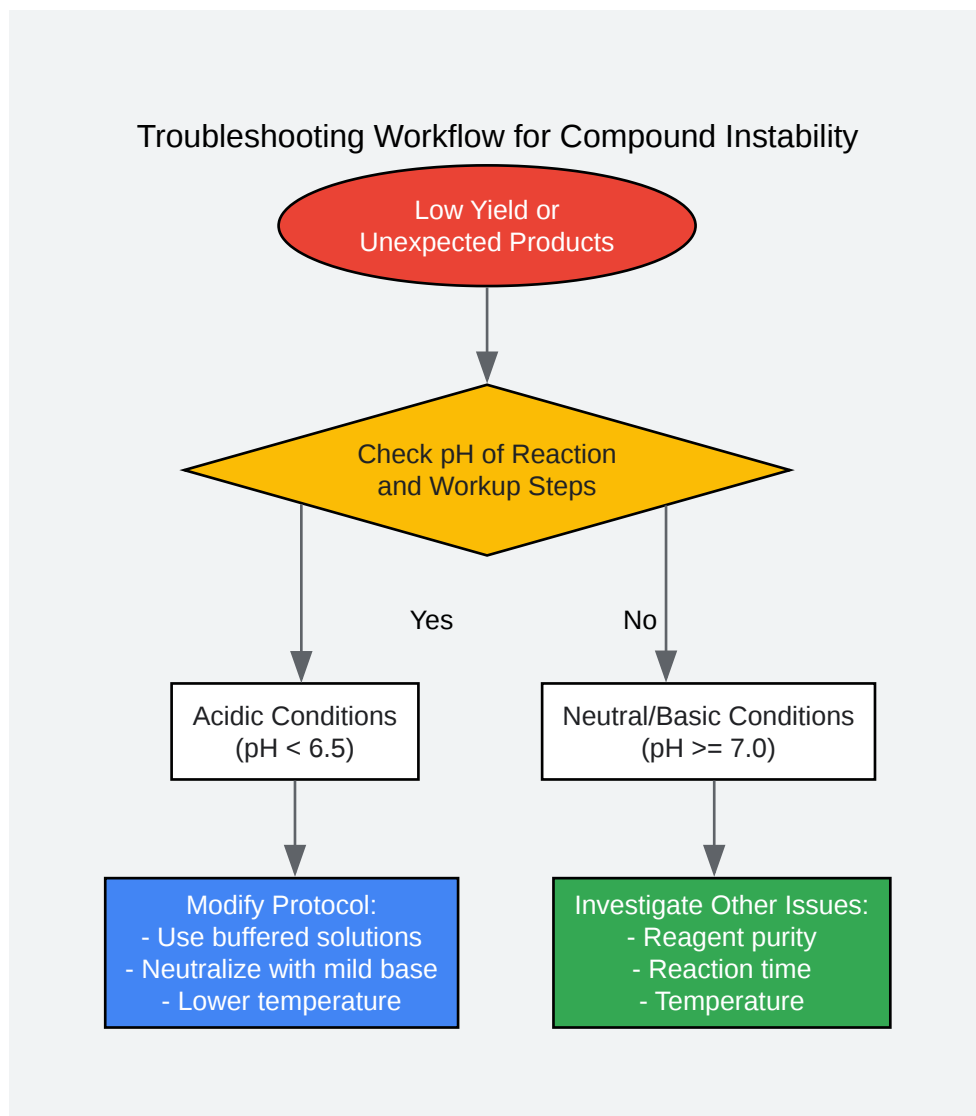 Troubleshooting Workflow for Compound Instability
Low Yield or
Unexpected Products
Check pH of Reaction
and Workup Steps
Yes
No
Acidic Conditions
(pH < 6.5)
Neutral/Basic Conditions
(pH >= 7.0)
Modify Protocol:
- Use buffered solutions
- Neutralize with mild base
- Lower temperature
Investigate Other Issues:
- Reagent purity
- Reaction time
- Temperature